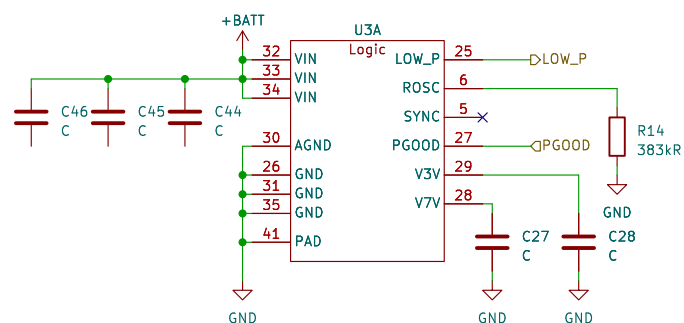 +BATT
U3A
Logic
32 VIN
33 VIN
34 VIN
30 AGND
26 GND
31 GND
35 GND
41 PAD
LOW_P 25 LOW_P
ROSC 6
SYNC 5
PGOOD 27 PGOOD
V3V 29
V7V 28
C46
C
C45
C
C44
C
R14
383kR
GND
C27
C
C28
C
GND
GND
GND